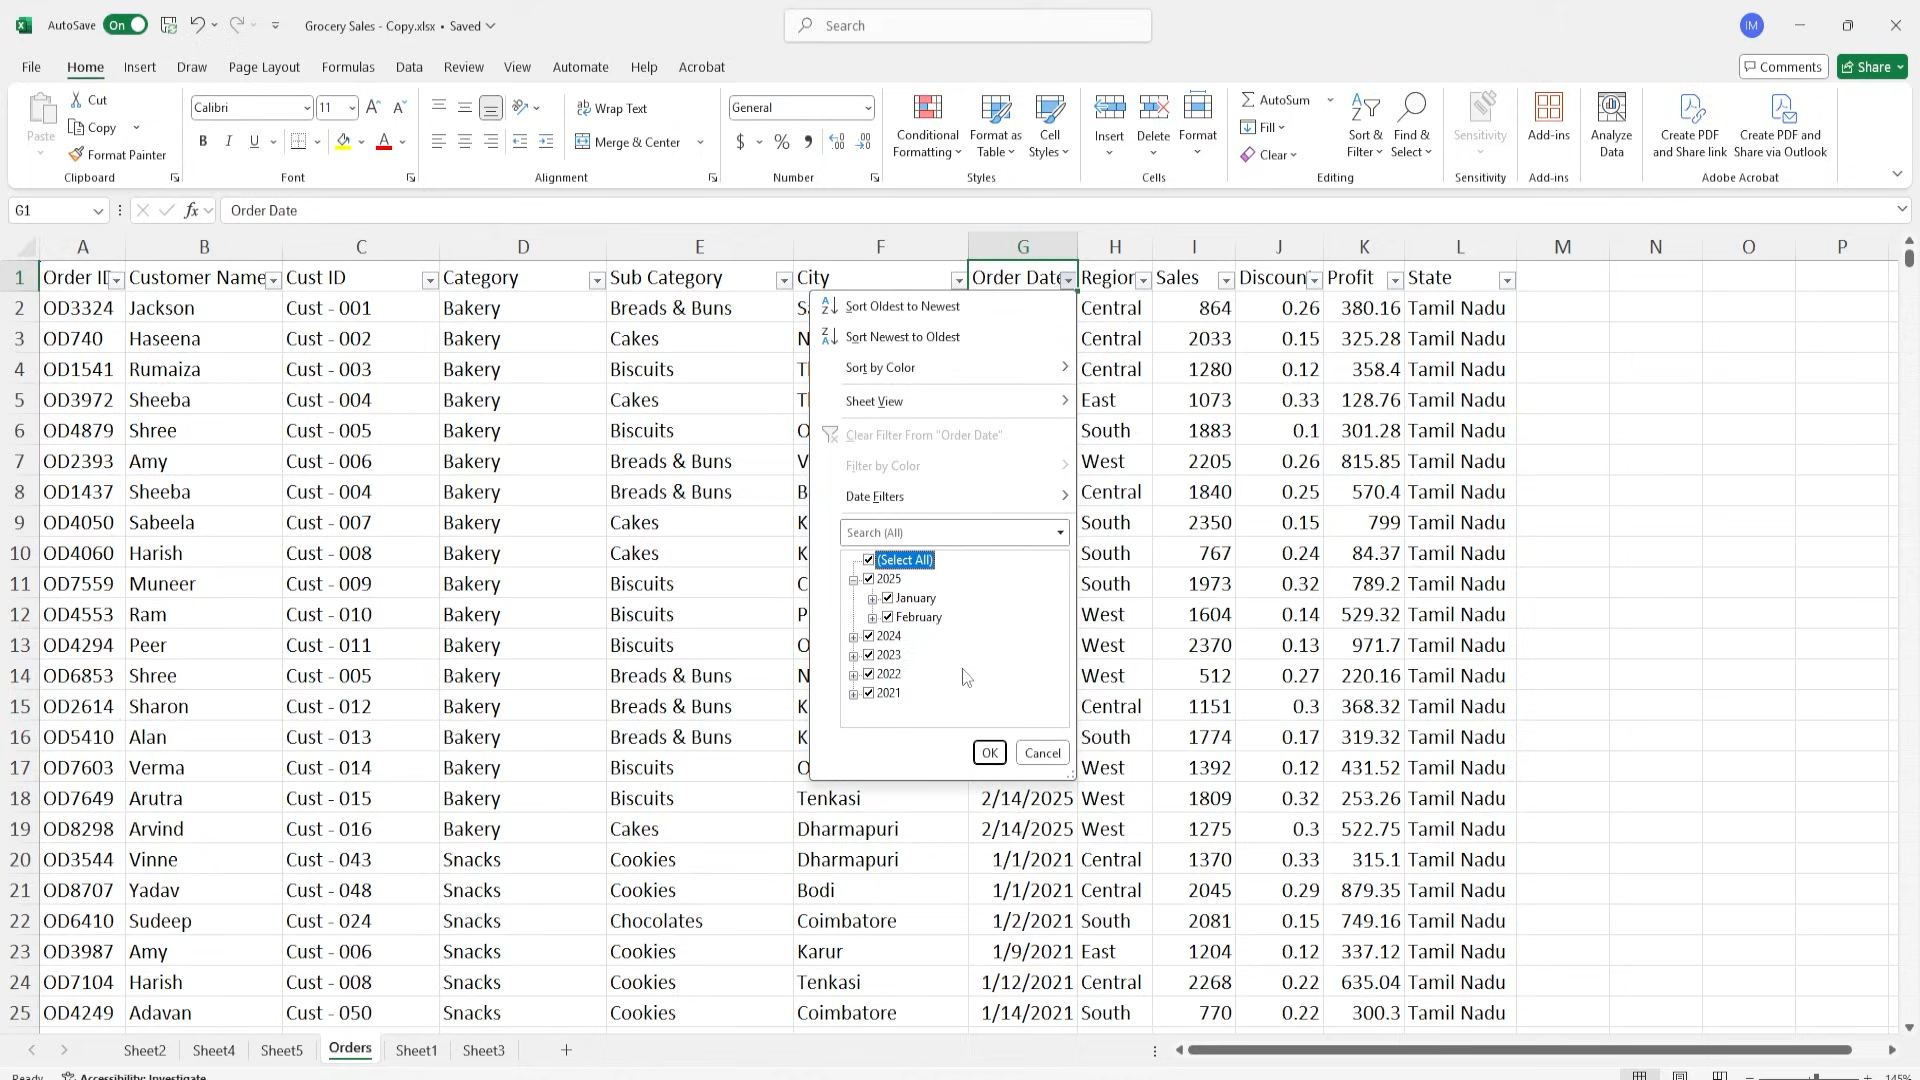 AutoSave On Grocery Sales - Copy.xlsx • Saved Search IM
File Home Insert Draw Page Layout Formulas Data Review View Automate Help Acrobat Comments Share
Paste Cut Copy Format Painter Clipboard
Calibri 11 B I U A Font
Wrap Text Merge & Center Alignment
General $ % Number
Conditional Formatting Format as Table Cell Styles Styles
Insert Delete Format Cells
AutoSum Fill Clear Sort & Filter Find & Select Editing
Sensitivity Sensitivity
Add-ins Add-ins
Analyze Data
Create PDF and Share link Create PDF and Share via Outlook Adobe Acrobat
G1 fx Order Date
A B C D E F G H I J K L M N O P
1 Customer Name Cust ID Category Sub Category City Sales Profit State
2 OD3324 Jackson Cust - 001 Bakery Breads & Buns Central 864 0.26 380.16 Tamil Nadu
3 OD740 Haseena Cust - 002 Bakery Cakes Central 2033 0.15 325.28 Tamil Nadu
4 OD1541 Rumaiza Cust - 003 Bakery Biscuits Central 1280 0.12 358.4 Tamil Nadu
5 OD3972 Sheeba Cust - 004 Bakery Cakes East 1073 0.33 128.76 Tamil Nadu
6 OD4879 Shree Cust - 005 Bakery Biscuits South 1883 0.1 301.28 Tamil Nadu
7 OD2393 Amy Cust - 006 Bakery Breads & Buns West 2205 0.26 815.85 Tamil Nadu
8 OD1437 Sheeba Cust - 004 Bakery Breads & Buns Central 1840 0.25 570.4 Tamil Nadu
9 OD4050 Sabeela Cust - 007 Bakery Cakes South 2350 0.15 799 Tamil Nadu
10 OD4060 Harish Cust - 008 Bakery Cakes South 767 0.24 84.37 Tamil Nadu
11 OD7559 Muneer Cust - 009 Bakery Biscuits South 1973 0.32 789.2 Tamil Nadu
12 OD4553 Ram Cust - 010 Bakery Biscuits West 1604 0.14 529.32 Tamil Nadu
13 OD4294 Peer Cust - 011 Bakery Biscuits West 2370 0.13 971.7 Tamil Nadu
14 OD6853 Shree Cust - 005 Bakery Breads & Buns West 512 0.27 220.16 Tamil Nadu
15 OD2614 Sharon Cust - 012 Bakery Breads & Buns Central 1151 0.3 368.32 Tamil Nadu
16 OD5410 Alan Cust - 013 Bakery Breads & Buns South 1774 0.17 319.32 Tamil Nadu
17 OD7603 Verma Cust - 014 Bakery Biscuits West 1392 0.12 431.52 Tamil Nadu
18 OD7649 Arutra Cust - 015 Bakery Biscuits Tenkasi 2/14/2025 West 1809 0.32 253.26 Tamil Nadu
19 OD8298 Arvind Cust - 016 Bakery Cakes Dharmapuri 2/14/2025 West 1275 0.3 522.75 Tamil Nadu
20 OD3544 Vinne Cust - 043 Snacks Cookies Dharmapuri 1/1/2021 Central 1370 0.33 315.1 Tamil Nadu
21 OD8707 Yadav Cust - 048 Snacks Cookies Bodi 1/1/2021 Central 2045 0.29 879.35 Tamil Nadu
22 OD6410 Sudeep Cust - 024 Snacks Chocolates Coimbatore 1/2/2021 South 2081 0.15 749.16 Tamil Nadu
23 OD3987 Amy Cust - 006 Snacks Cookies Karur 1/9/2021 East 1204 0.12 337.12 Tamil Nadu
24 OD7104 Harish Cust - 008 Snacks Cookies Tenkasi 1/12/2021 Central 2268 0.22 635.04 Tamil Nadu
25 OD4249 Adavan Cust - 050 Snacks Cookies Coimbatore 1/14/2021 South 770 0.22 300.3 Tamil Nadu
Sort Oldest to Newest
Sort Newest to Oldest
Sort by Color
Sheet View
Clear Filter From "Order Date"
Filter by Color
Date Filters
Search (All)
(Select All)
2025
January
February
2024
2023
2022
2021
OK Cancel
Sheet2 Sheet4 Sheet5 Orders Sheet1 Sheet3
Ready Accessibility: Investigate 145%